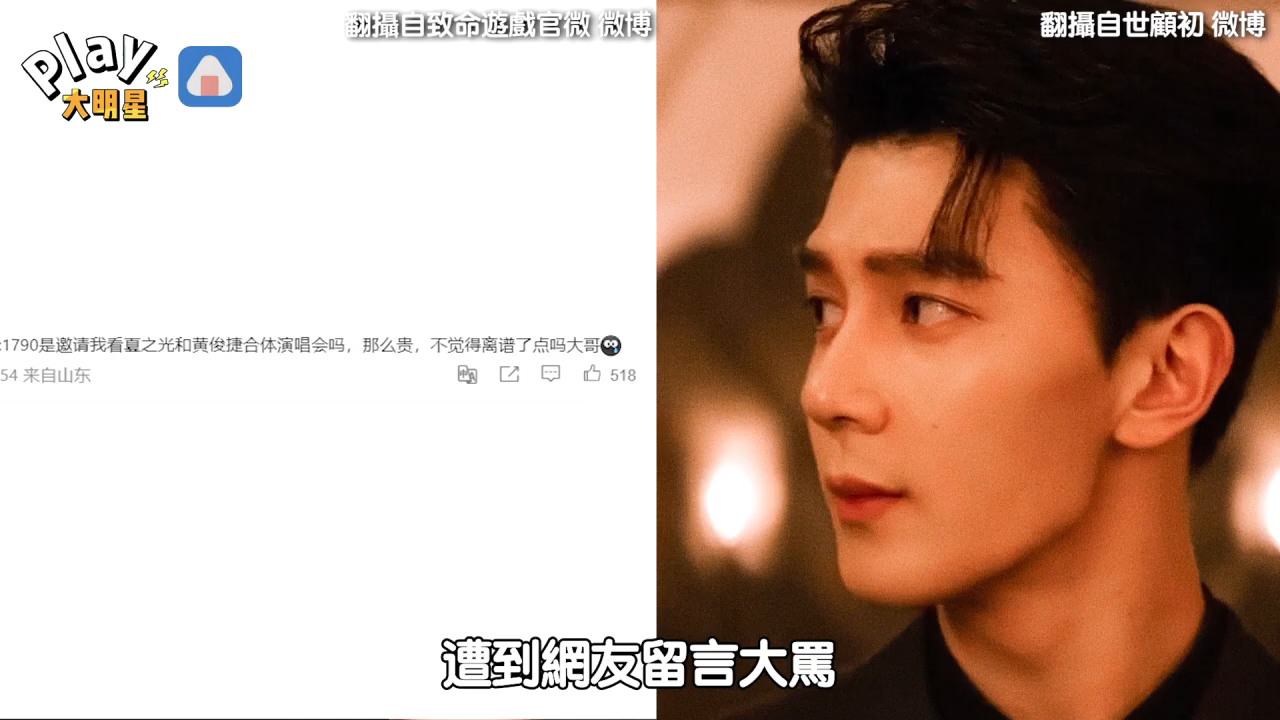 翻攝自致命遊戲官微 微博
翻攝自世顧初 微博
Play
大明星
:1790是邀请我看夏之光和黄俊捷合体演唱会吗，那么贵，不觉得离谱了点吗大哥
54 来自山东
518
遭到網友留言大罵